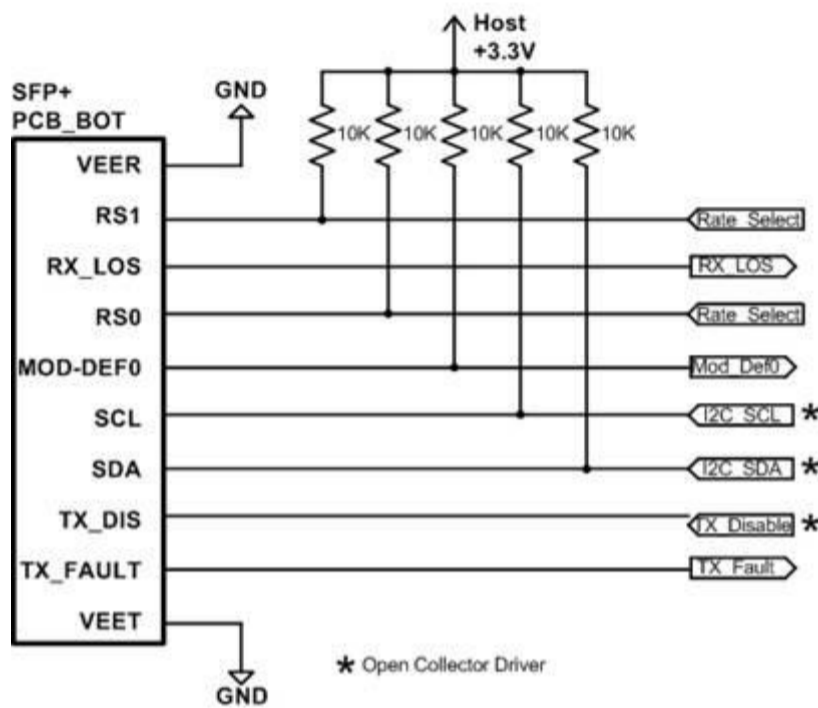 Host
+3.3V
SFP+
PCB_BOT
GND
10K
10K
10K
10K
10K
VEER
RS1
Rate_Select
RX_LOS
RX_LOS
RS0
Rate_Select
MOD-DEF0
Mod_Def0
SCL
I2C_SCL *
SDA
I2C_SDA *
TX_DIS
TX_Disable *
TX_FAULT
TX_Fault
VEET
* Open Collector Driver
GND